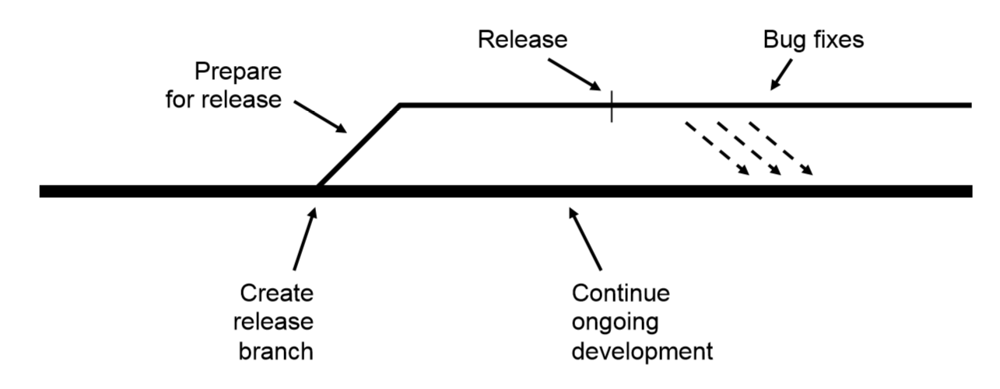 Release
Bug fixes
Prepare
for release
Create
release
branch
Continue
ongoing
development